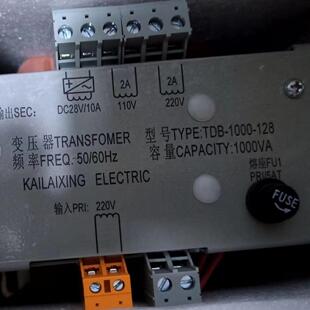 输出SEC:
DC28V/10A
2A
110V
2A
220V
变压器TRANSFOMER
型号TYPE:TDB-1000-128
频率FREQ. 50/60Hz
容量CAPACITY:1000VA
KAILAIXING ELECTRIC
熔座FU1
PRI5AT
输入PRI:
220V
FUSE